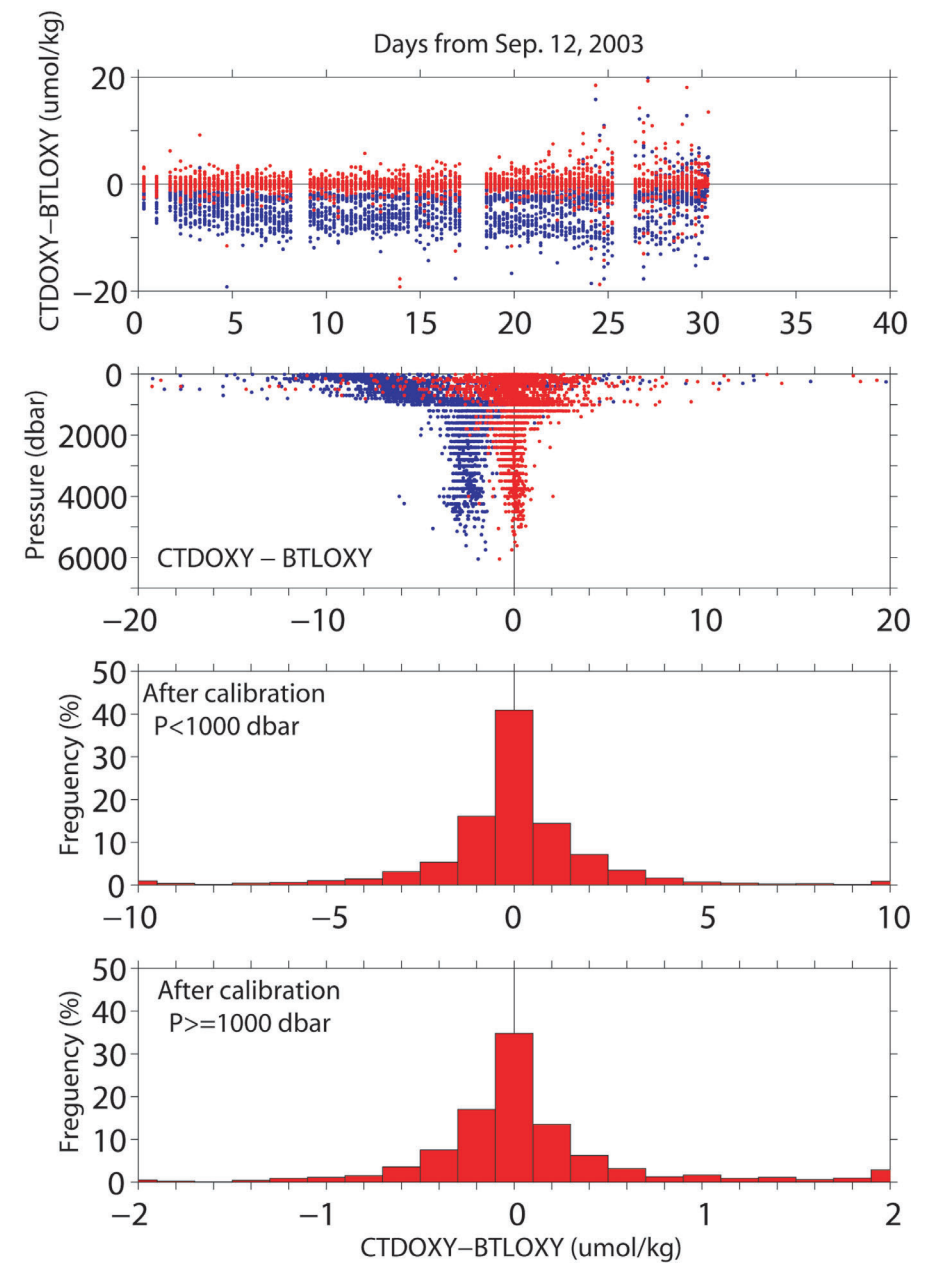 Days from Sep. 12, 2003
CTDOXY−BTLOXY (umol/kg)
20
0
−20
0 5 10 15 20 25 30 35 40
Pressure (dbar)
0
2000
4000
6000
CTDOXY − BTLOXY
−20 −10 0 10 20
Freguency (%)
50
40
30
20
10
0
After calibration
P<1000 dbar
−10 −5 0 5 10
Freguency (%)
50
40
30
20
10
0
After calibration
P>=1000 dbar
−2 −1 0 1 2
CTDOXY−BTLOXY (umol/kg)